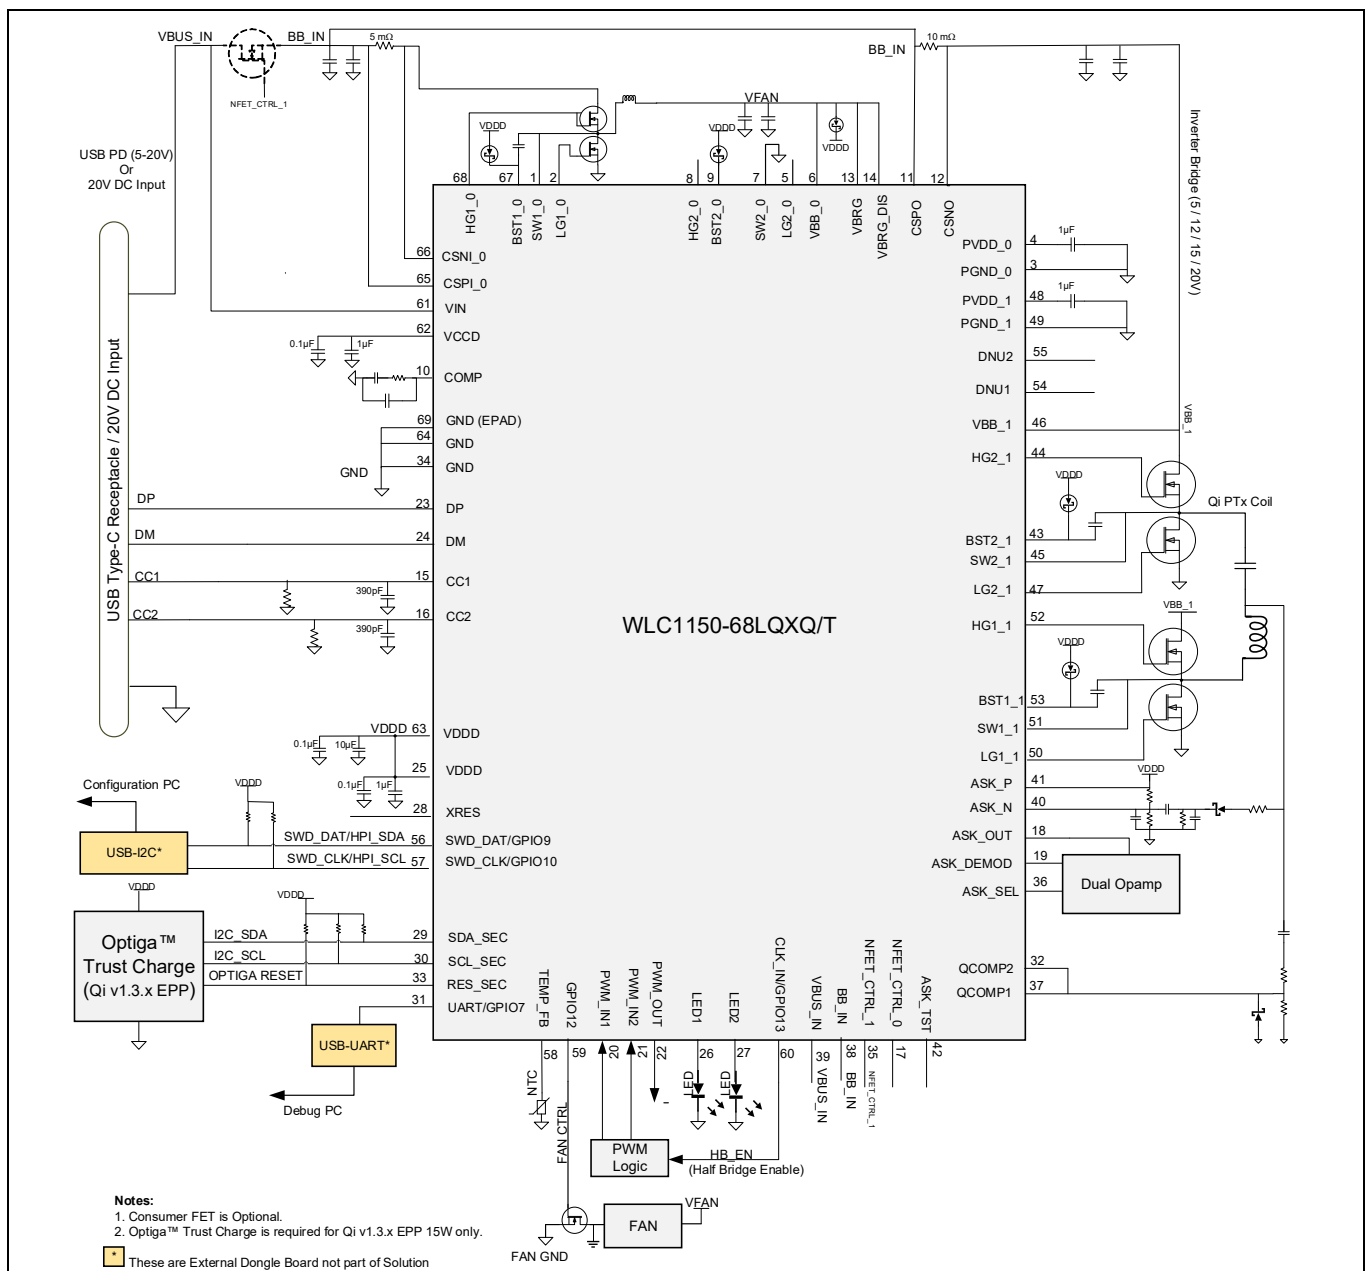 VBUS_IN
BB_IN
5 mΩ
BB_IN
10 mΩ
NFET_CTRL_1
VFAN
VDDD
VDDD
VDDD
Inverter Bridge (5 / 12 / 15 / 20V)
USB PD (5-20V)
Or
20V DC Input
68
67
1
2
8
9
7
5
6
13
14
11
12
HG1_0
BST1_0
SW1_0
LG1_0
HG2_0
BST2_0
SW2_0
LG2_0
VBB_0
VBRG
VBRG_DIS
CSPO
CSNO
USB Type-C Receptacle / 20V DC Input
66
CSNI_0
65
CSPI_0
61
VIN
62
VCCD
0.1µF
1µF
10
COMP
69
GND (EPAD)
64
GND
34
GND
GND
DP
23
DP
DM
24
DM
CC1
15
CC1
390pF
CC2
16
CC2
390pF
WLC1150-68LQXQ/T
PVDD_0
4
1µF
PGND_0
3
PVDD_1
48
1µF
PGND_1
49
DNU2
55
DNU1
54
VBB_1
46
VBB_1
HG2_1
44
VDDD
Qi PTx Coil
BST2_1
43
SW2_1
45
LG2_1
47
VBB_1
HG1_1
52
VDDD
BST1_1
53
SW1_1
51
LG1_1
50
VDDD
ASK_P
41
ASK_N
40
ASK_OUT
18
ASK_DEMOD
19
ASK_SEL
36
Dual Opamp
QCOMP2
32
QCOMP1
37
VDDD
63
VDDD
0.1µF
10µF
25
VDDD
0.1µF
1µF
28
XRES
Configuration PC
VDDD
USB-I2C*
SWD_DAT/HPI_SDA
56
SWD_DAT/GPIO9
SWD_CLK/HPI_SCL
57
SWD_CLK/GPIO10
VDDD
VDDD
Optiga™
Trust Charge
(Qi v1.3.x EPP)
I2C_SDA
29
SDA_SEC
I2C_SCL
30
SCL_SEC
OPTIGA RESET
33
RES_SEC
31
UART/GPIO7
USB-UART*
Debug PC
TEMP_FB
GPIO12
PWM_IN1
PWM_IN2
PWM_OUT
LED1
LED2
CLK_IN/GPIO13
VBUS_IN
BB_IN
NFET_CTRL_1
NFET_CTRL_0
ASK_TST
58
59
20
21
22
26
27
60
39
38
35
17
42
NTC
FAN CTRL
LED
LED
VBUS_IN
BB_IN
NFET_CTRL_1
PWM
Logic
HB_EN
(Half Bridge Enable)
FAN
VFAN
FAN GND
Notes:
1. Consumer FET is Optional.
2. Optiga™ Trust Charge is required for Qi v1.3.x EPP 15W only.
* These are External Dongle Board not part of Solution